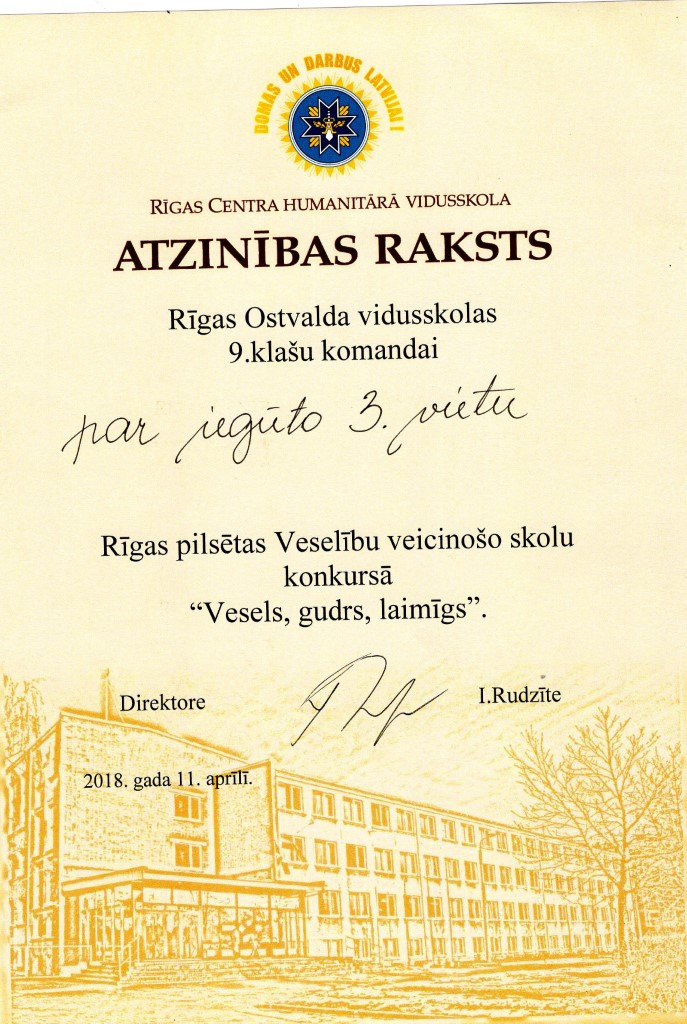 DOMAS UN DARBUS LATVIJAI!
RĪGAS CENTRA HUMANITĀRĀ VIDUSSKOLA
ATZINĪBAS RAKSTS
Rīgas Ostvalda vidusskolas
9.klašu komandai
par iegūto 3. vietu
Rīgas pilsētas Veselību veicinošo skolu
konkursā
“Vesels, gudrs, laimīgs”.
Direktore I.Rudzīte
2018. gada 11. aprīlī.